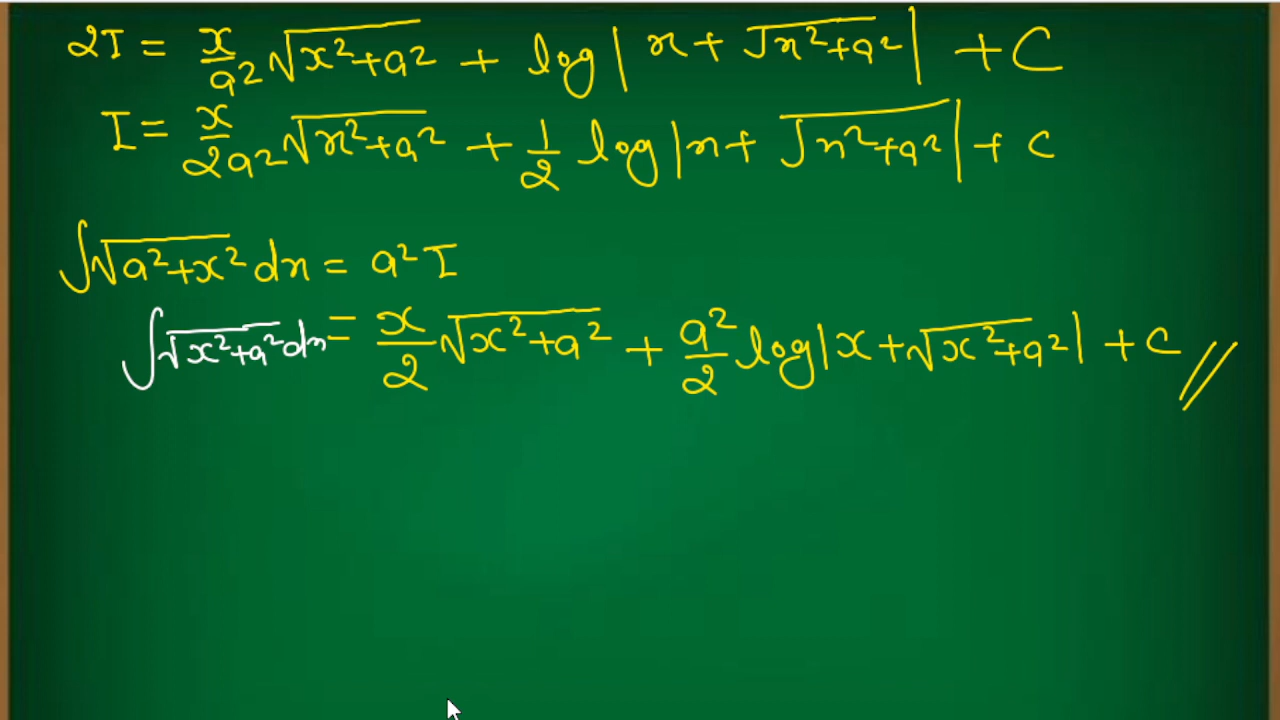 2I = x/a² √(x²+a²) + log|x + √(x²+a²)| + C
I = x/2a² √(x²+a²) + 1/2 log|x + √(x²+a²)| + c
∫√(a²+x²) dx = a² I
∫√(x²+a²) dx = x/2 √(x²+a²) + a²/2 log|x + √(x²+a²)| + c //